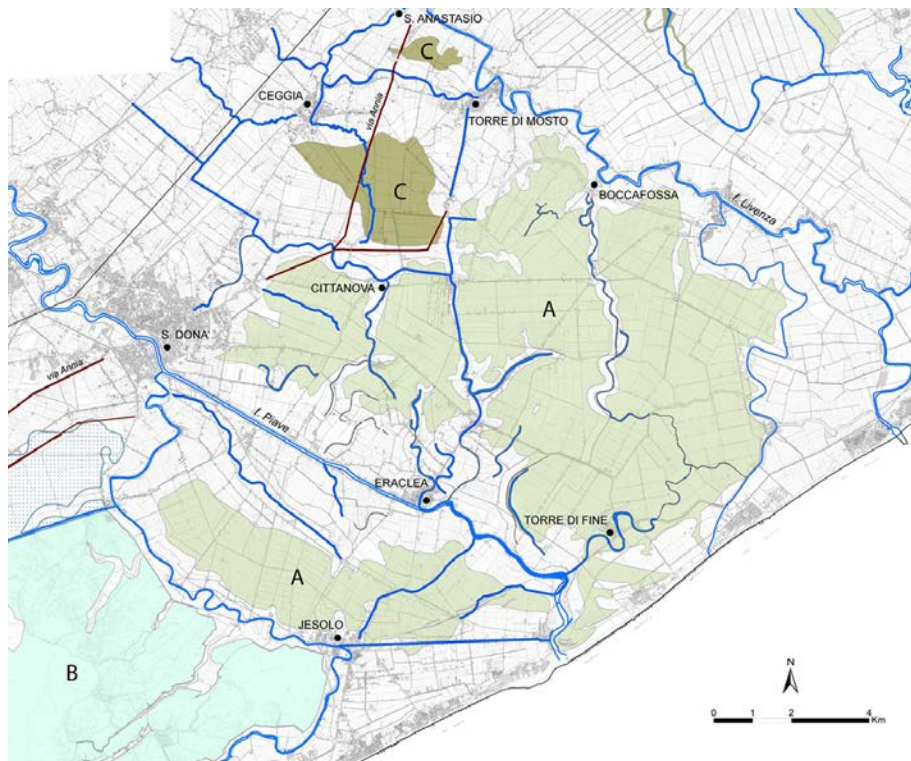 S. ANASTASIO
C
CEGGIA
via Annia
TORRE DI MOSTO
C
BOCCAFOSSA
f. Livenza
CITTANOVA
A
S. DONA'
via Annia
f. Piave
ERACLEA
TORRE DI FINE
A
JESOLO
B
N
0 1 2 4
Km